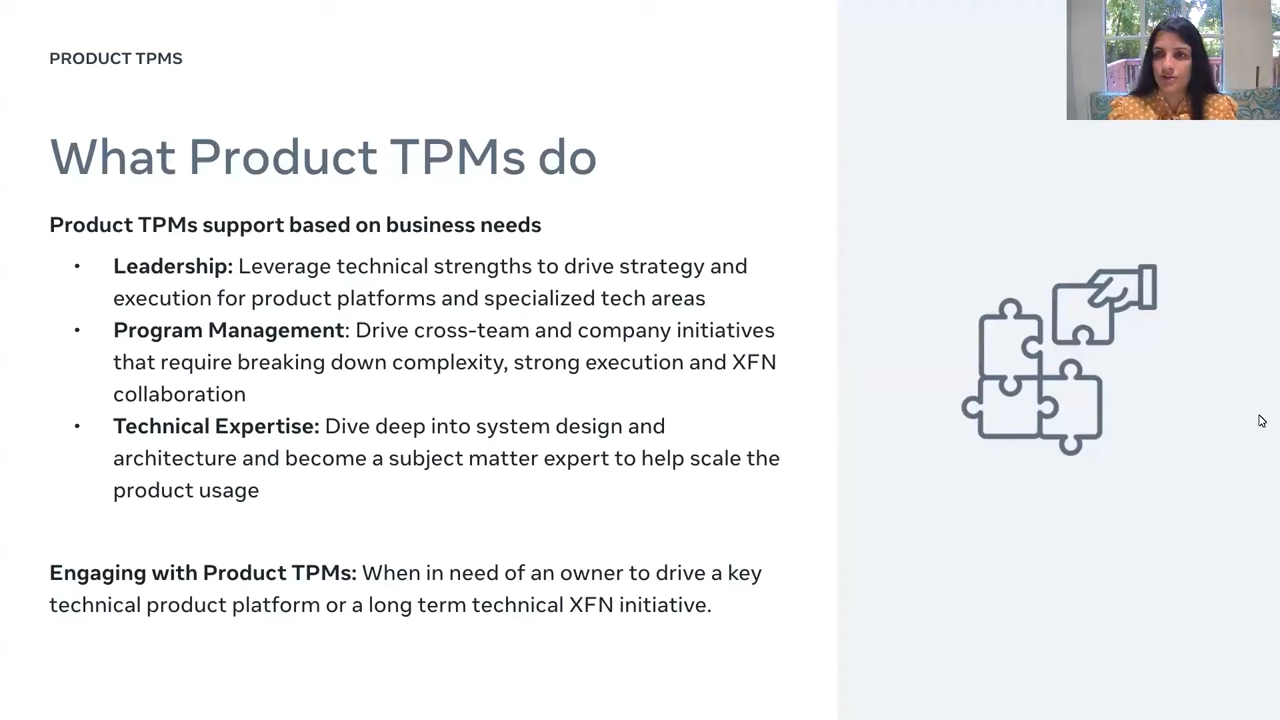 PRODUCT TPMS
What Product TPMs do
Product TPMs support based on business needs
• Leadership: Leverage technical strengths to drive strategy and
execution for product platforms and specialized tech areas
• Program Management: Drive cross-team and company initiatives
that require breaking down complexity, strong execution and XFN
collaboration
• Technical Expertise: Dive deep into system design and
architecture and become a subject matter expert to help scale the
product usage
Engaging with Product TPMs: When in need of an owner to drive a key
technical product platform or a long term technical XFN initiative.